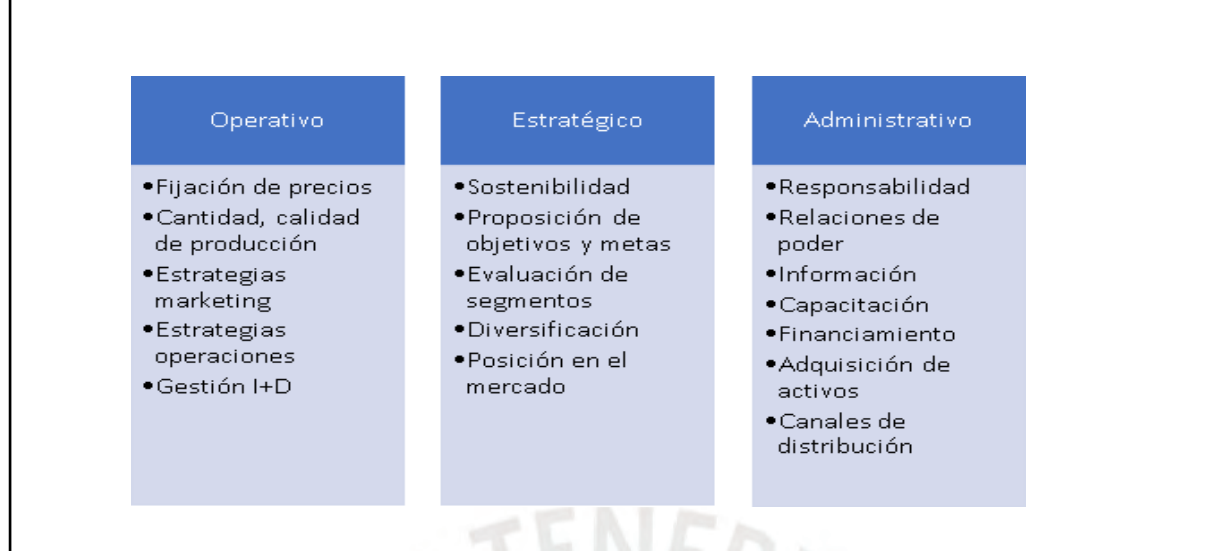 Operativo
•Fijación de precios
•Cantidad, calidad
de producción
•Estrategias
marketing
•Estrategias
operaciones
•Gestión I+D
Estratégico
•Sostenibilidad
•Proposición de
objetivos y metas
•Evaluación de
segmentos
•Diversificación
•Posición en el
mercado
Administrativo
•Responsabilidad
•Relaciones de
poder
•Información
•Capacitación
•Financiamiento
•Adquisición de
activos
•Canales de
distribución